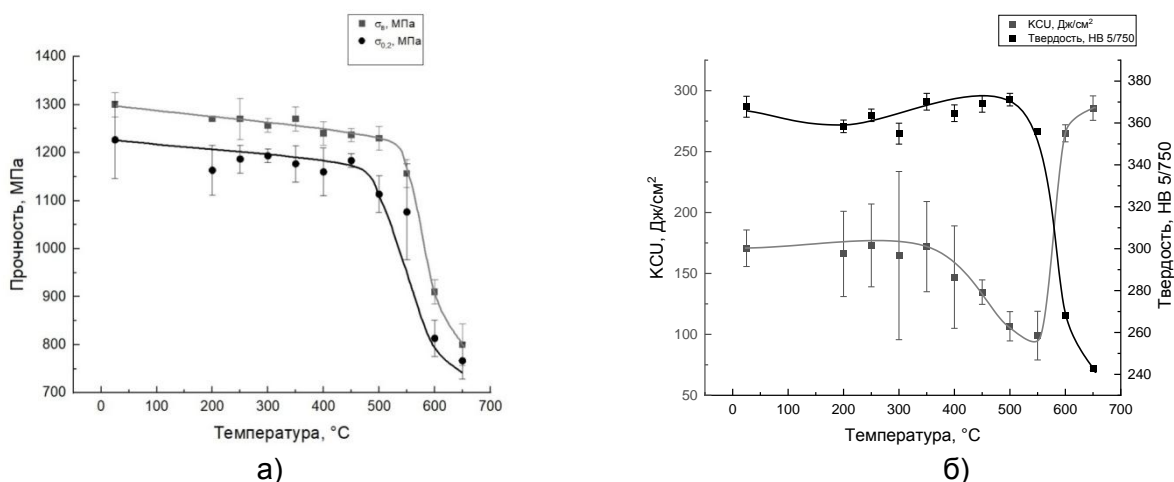 σв, МПа
σ0,2, МПа
Прочность, МПа
1400
1300
1200
1100
1000
900
800
700
0 100 200 300 400 500 600 700
Температура, °C
а)
KCU, Дж/см²
Твердость, HB 5/750
KCU, Дж/см²
300
250
200
150
100
50
380
360
340
320
300
280
260
240
Твердость, HB 5/750
0 100 200 300 400 500 600 700
Температура, °C
б)